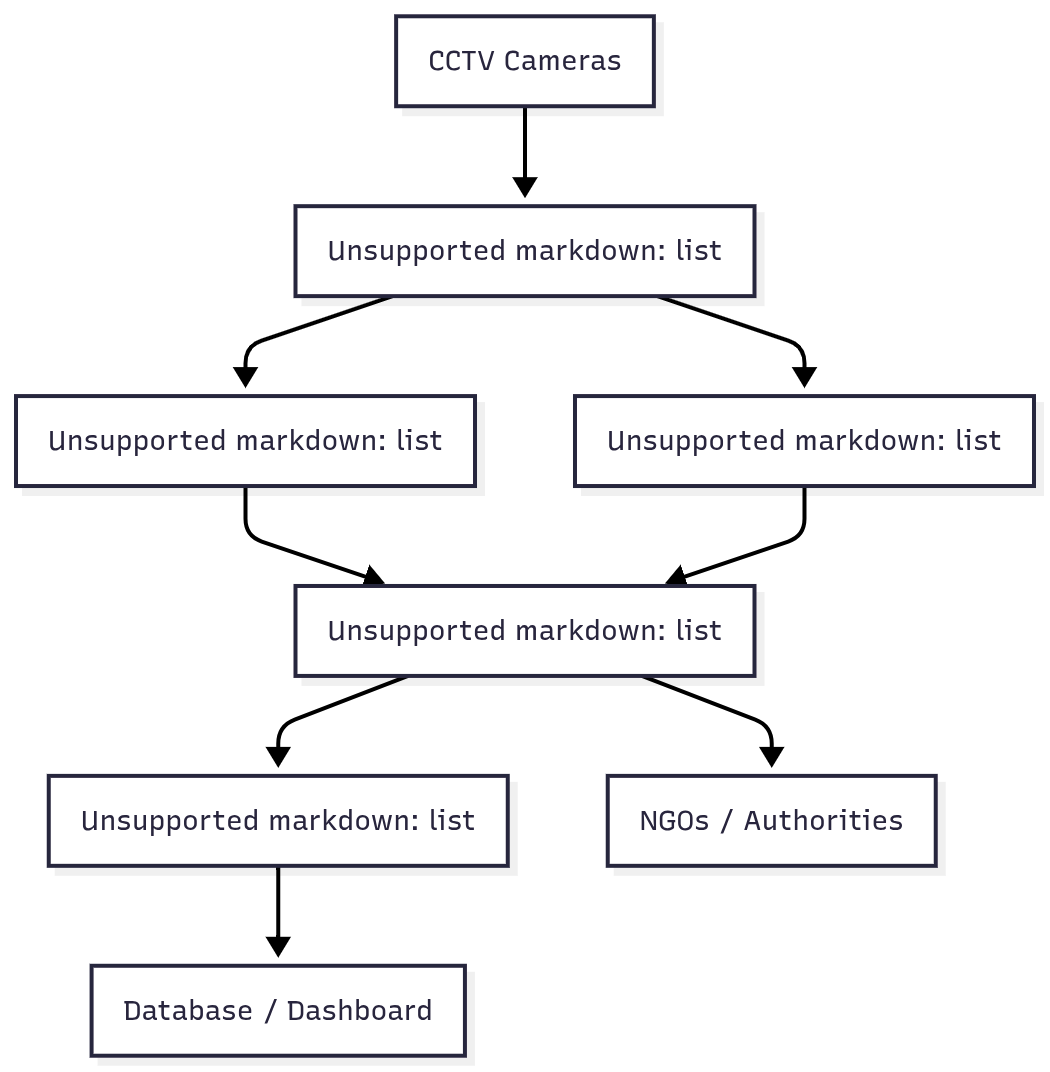 CCTV Cameras
Unsupported markdown: list
Unsupported markdown: list
Unsupported markdown: list
Unsupported markdown: list
Unsupported markdown: list
NGOs / Authorities
Database / Dashboard